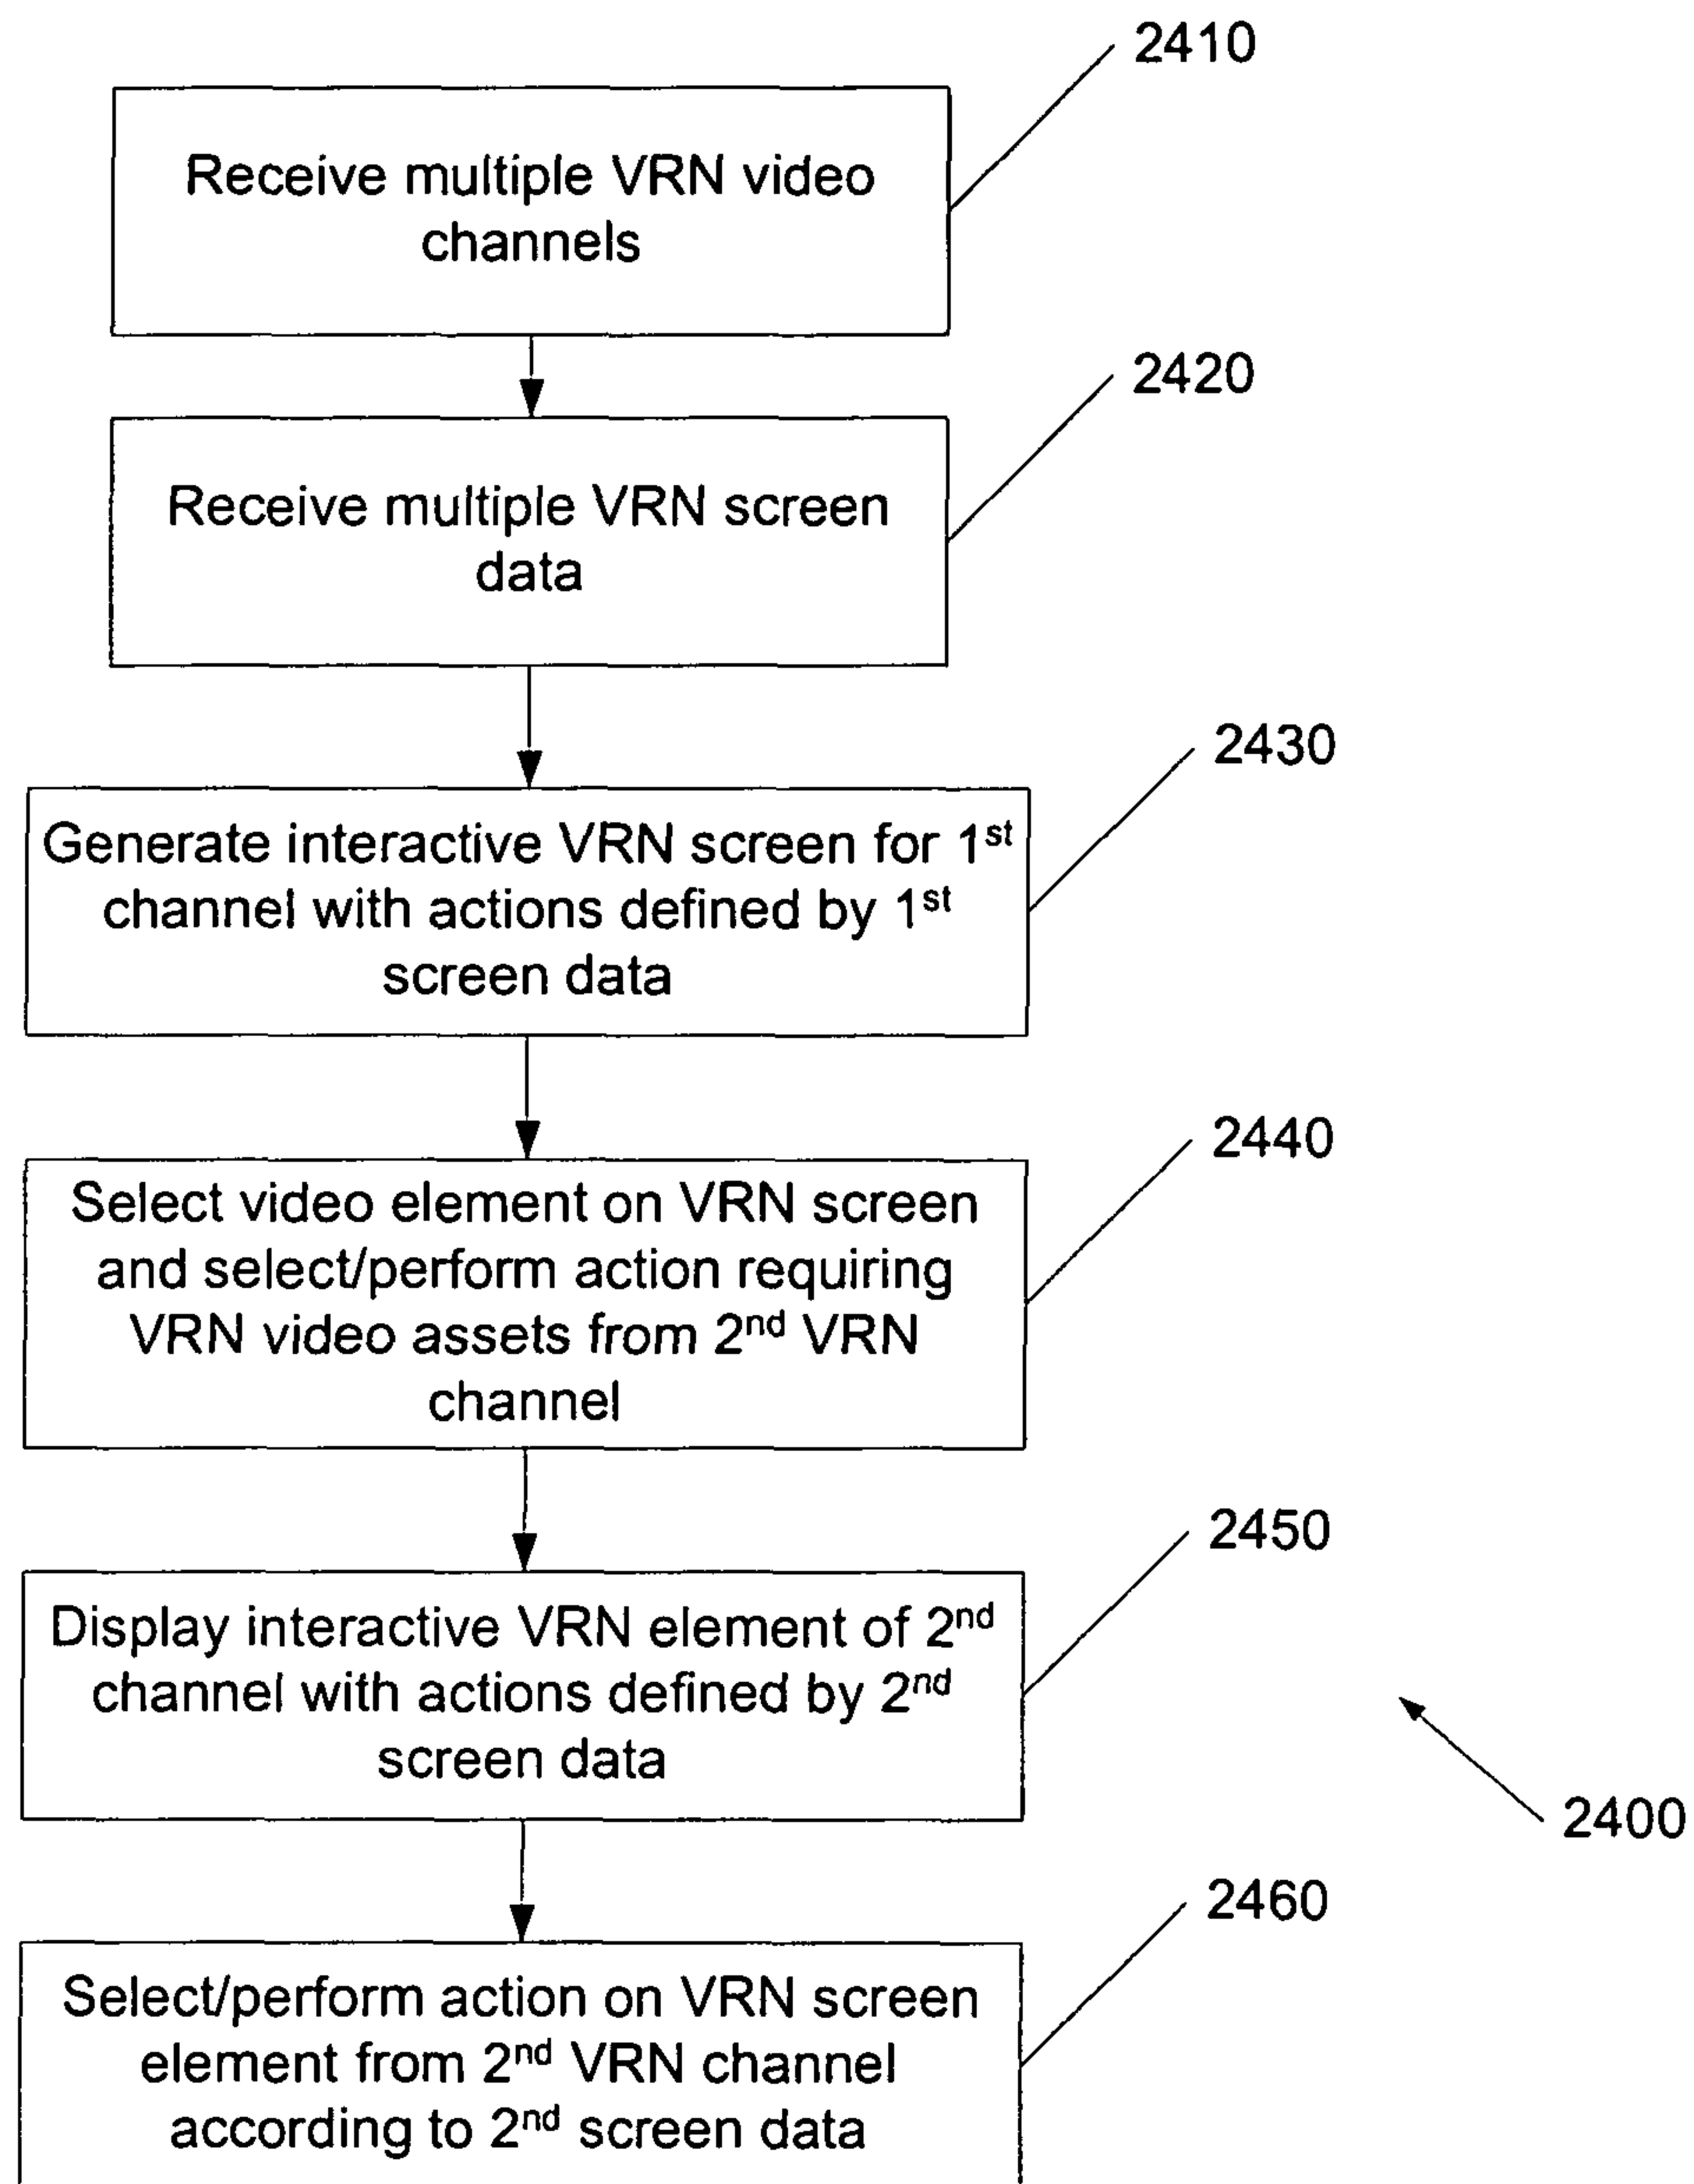 2410
Receive multiple VRN video
channels
2420
Receive multiple VRN screen
data
2430
Generate interactive VRN screen for 1st
channel with actions defined by 1st
screen data
2440
Select video element on VRN screen
and select/perform action requiring
VRN video assets from 2nd VRN
channel
2450
Display interactive VRN element of 2nd
channel with actions defined by 2nd
screen data
2400
2460
Select/perform action on VRN screen
element from 2nd VRN channel
according to 2nd screen data